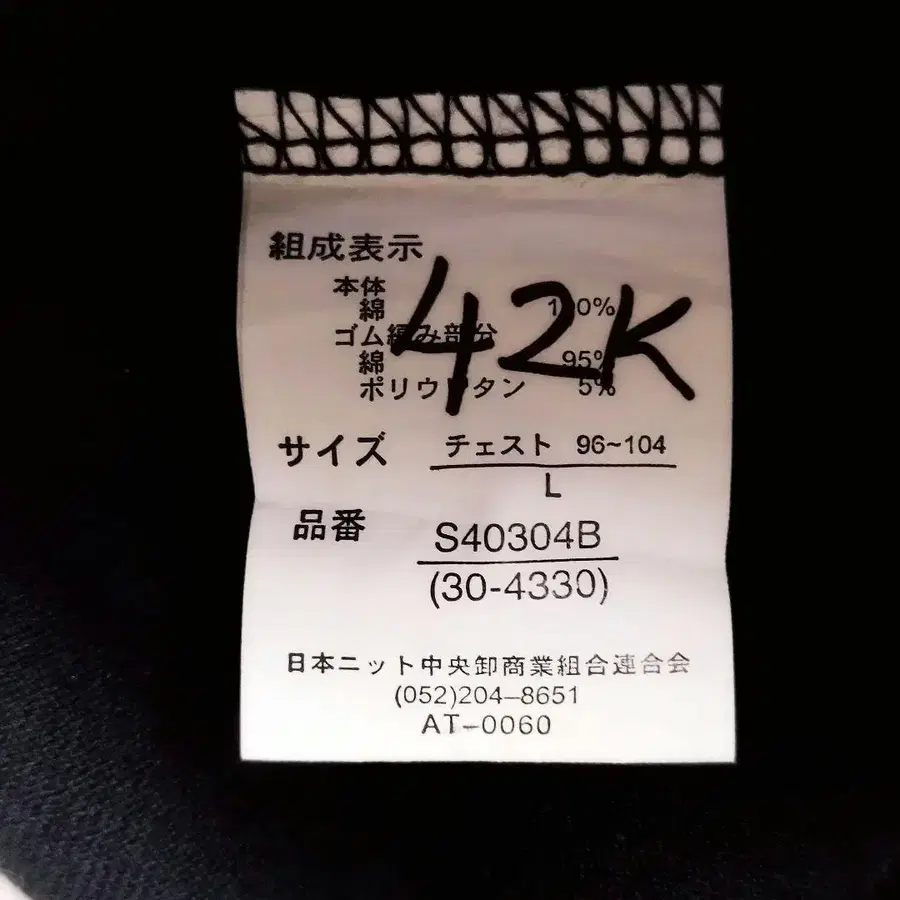 組成表示
本体
綿 100%
ゴム編み部分
綿 95%
ポリウレタン 5%
42K
サイズ チェスト 96~104
L
品番 S40304B
(30-4330)
日本ニット中央卸商業組合連合会
(052)204-8651
AT-0060